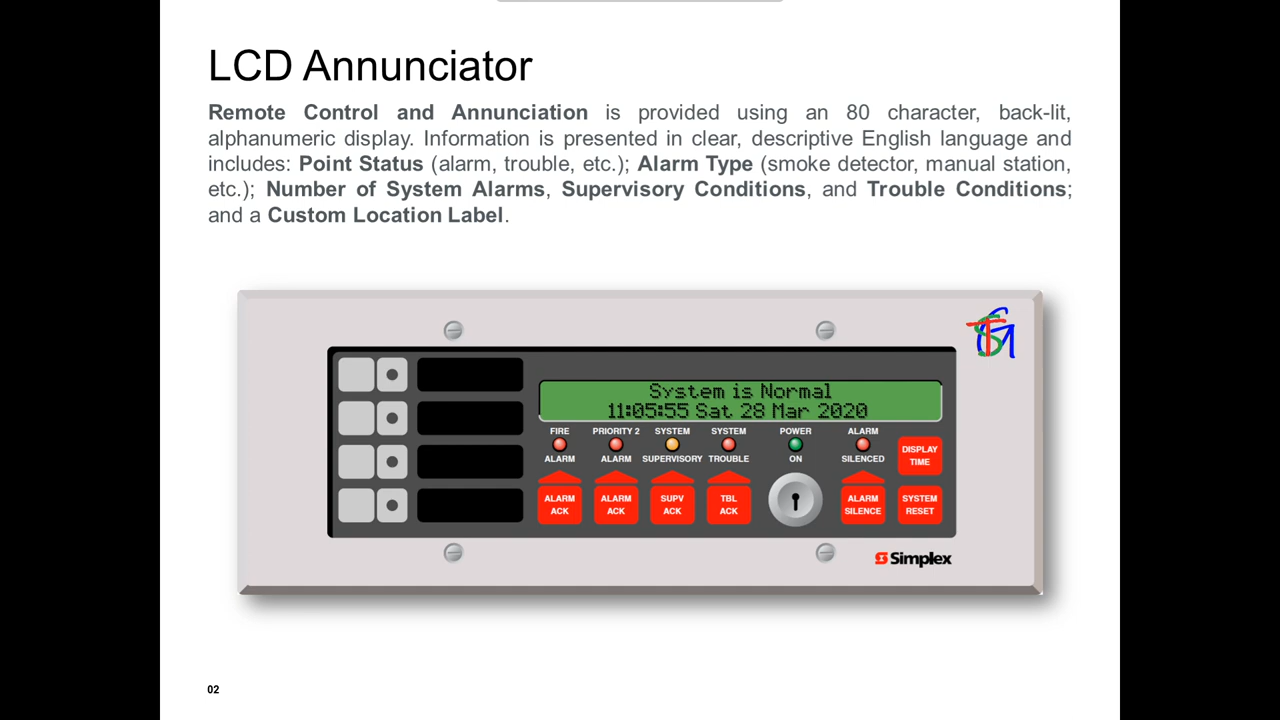 LCD Annunciator
Remote Control and Annunciation is provided using an 80 character, back-lit,
alphanumeric display. Information is presented in clear, descriptive English language and
includes: Point Status (alarm, trouble, etc.); Alarm Type (smoke detector, manual station,
etc.); Number of System Alarms, Supervisory Conditions, and Trouble Conditions;
and a Custom Location Label.
System is Normal
11:05:55 Sat 28 Mar 2020
FIRE PRIORITY 2 SYSTEM SYSTEM POWER ALARM
ALARM ALARM SUPERVISORY TROUBLE ON SILENCED
DISPLAY
TIME
ALARM ALARM SUPV TBL ALARM SYSTEM
ACK ACK ACK ACK SILENCE RESET
Simplex
02